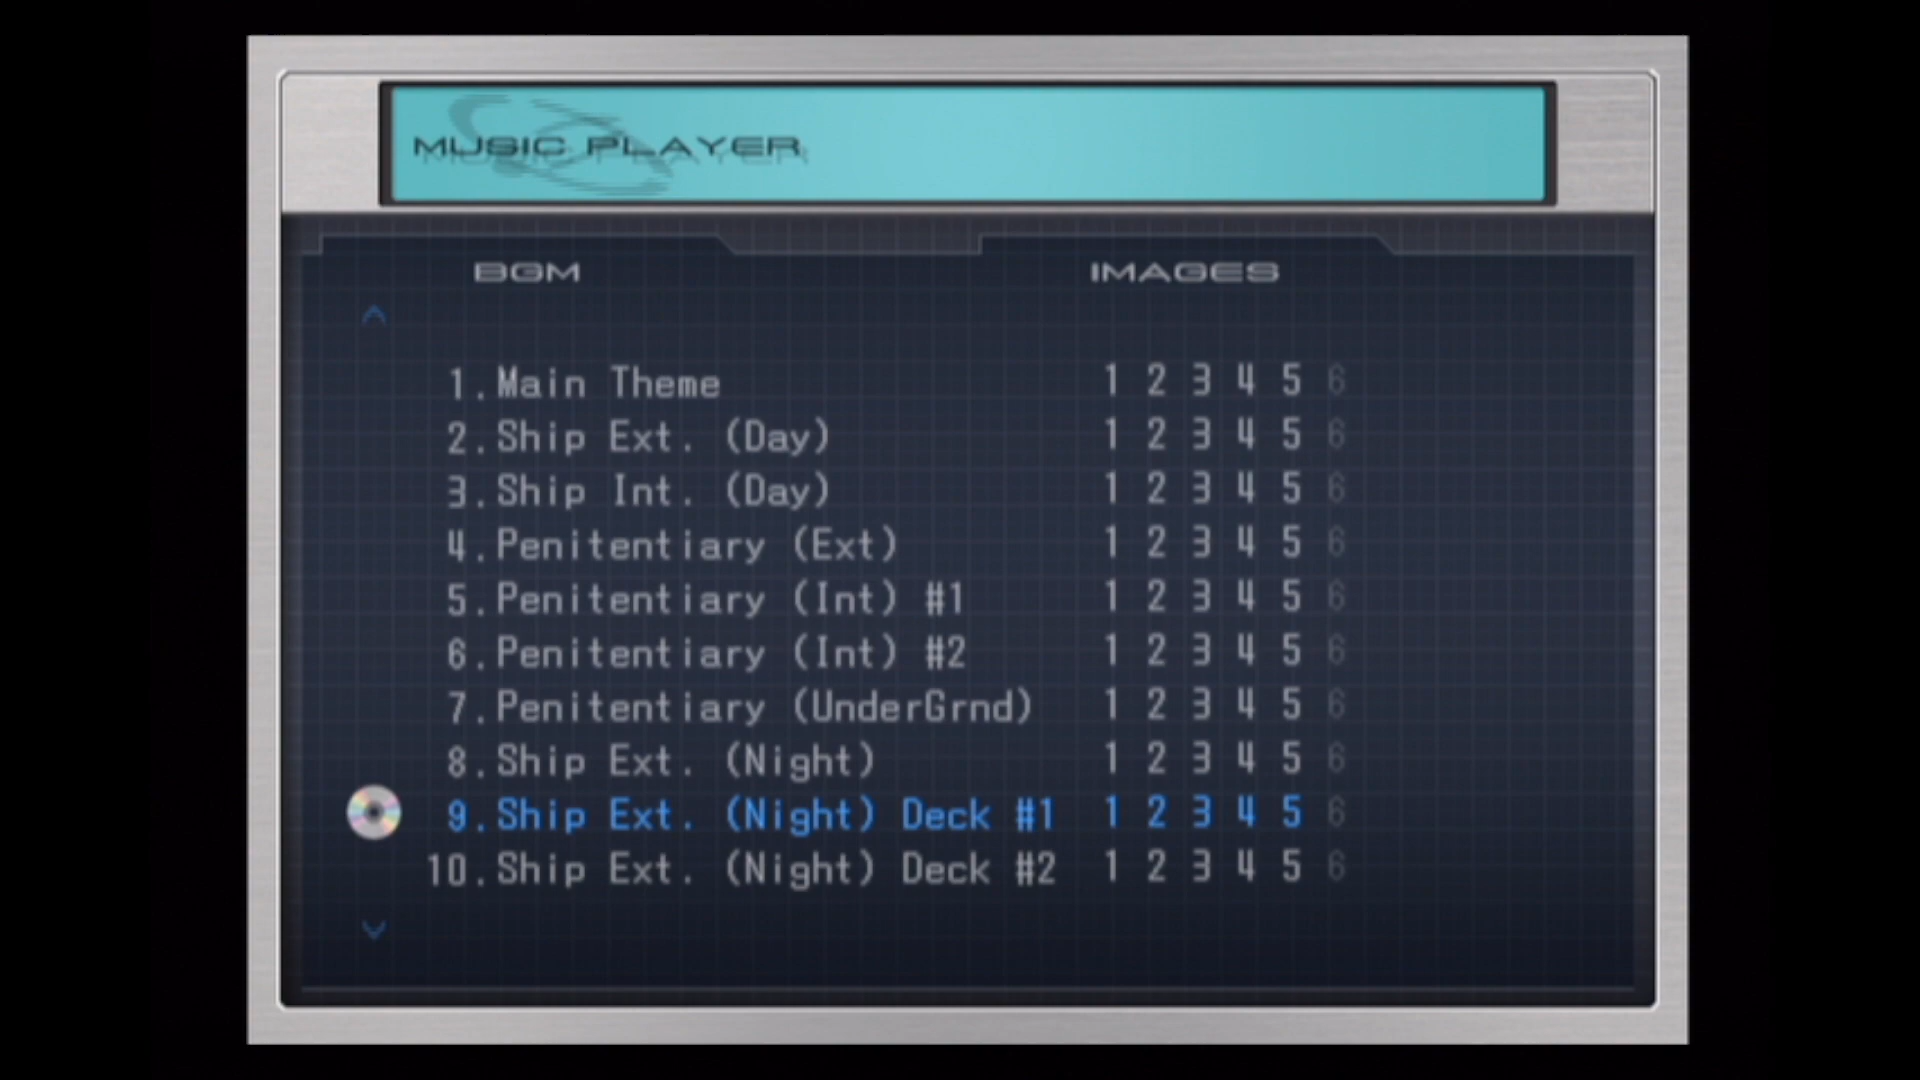 MUSIC PLAYER
BGM IMAGES
1. Main Theme 1 2 3 4 5 6
2. Ship Ext. (Day) 1 2 3 4 5 6
3. Ship Int. (Day) 1 2 3 4 5 6
4. Penitentiary (Ext) 1 2 3 4 5 6
5. Penitentiary (Int) #1 1 2 3 4 5 6
6. Penitentiary (Int) #2 1 2 3 4 5 6
7. Penitentiary (UnderGrnd) 1 2 3 4 5 6
8. Ship Ext. (Night) 1 2 3 4 5 6
9. Ship Ext. (Night) Deck #1 1 2 3 4 5 6
10. Ship Ext. (Night) Deck #2 1 2 3 4 5 6